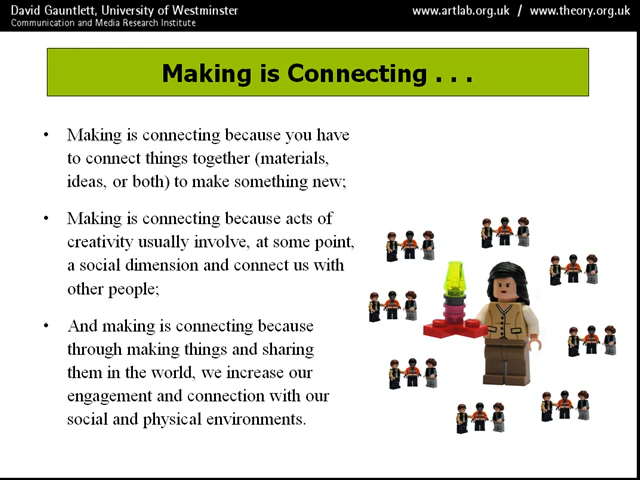 David Gauntlett, University of Westminster
www.artlab.org.uk / www.theory.org.uk
Communication and Media Research Institute
Making is Connecting . . .
• Making is connecting because you have
to connect things together (materials,
ideas, or both) to make something new;
• Making is connecting because acts of
creativity usually involve, at some point,
a social dimension and connect us with
other people;
• And making is connecting because
through making things and sharing
them in the world, we increase our
engagement and connection with our
social and physical environments.